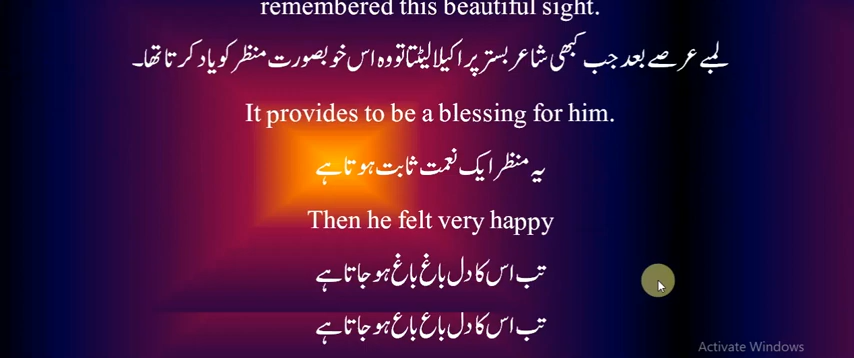 remembered this beautiful sight.
لمبے عرصے بعد جب کبھی شاعر بستر پر اکیلا لیٹتا تو وہ اس خوبصورت منظر کو یاد کرتا تھا۔
It provides to be a blessing for him.
یہ منظر ایک نعمت ثابت ہوتا ہے
Then he felt very happy
تب اس کا دل باغ باغ ہو جاتا ہے
تب اس کا دل باغ باغ ہو جاتا ہے
Activate Windows